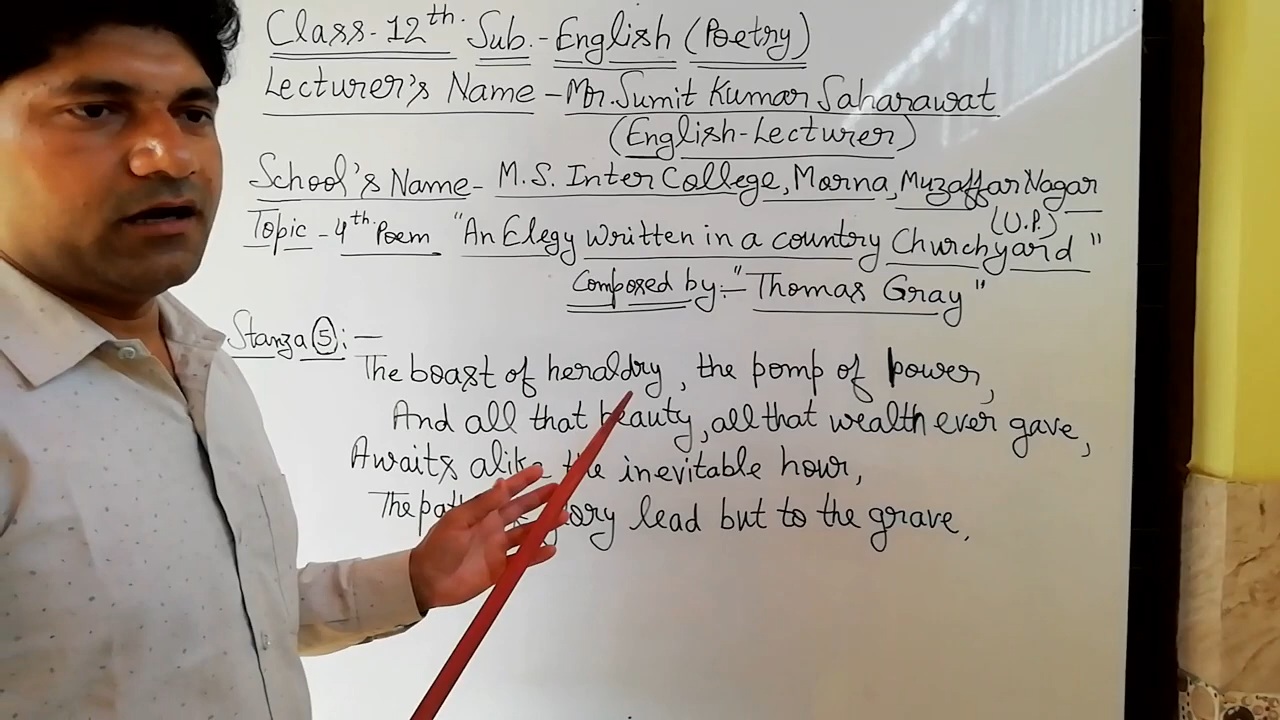 Class-12th. Sub.-English (Poetry)
Lecturer's Name-Mr. Sumit Kumar Saharawat
(English-Lecturer)
School's Name- M.S. Inter College, Morna, Muzaffar Nagar
(U.P.)
Topic - 4th. Poem "An Elegy written in a country Churchyard"
Composed by:- "Thomas Gray"
Stanza (5):-
The boast of heraldry, the pomp of power,
And all that beauty, all that wealth ever gave,
Awaits alike the inevitable hour,
The lead but to the grave.